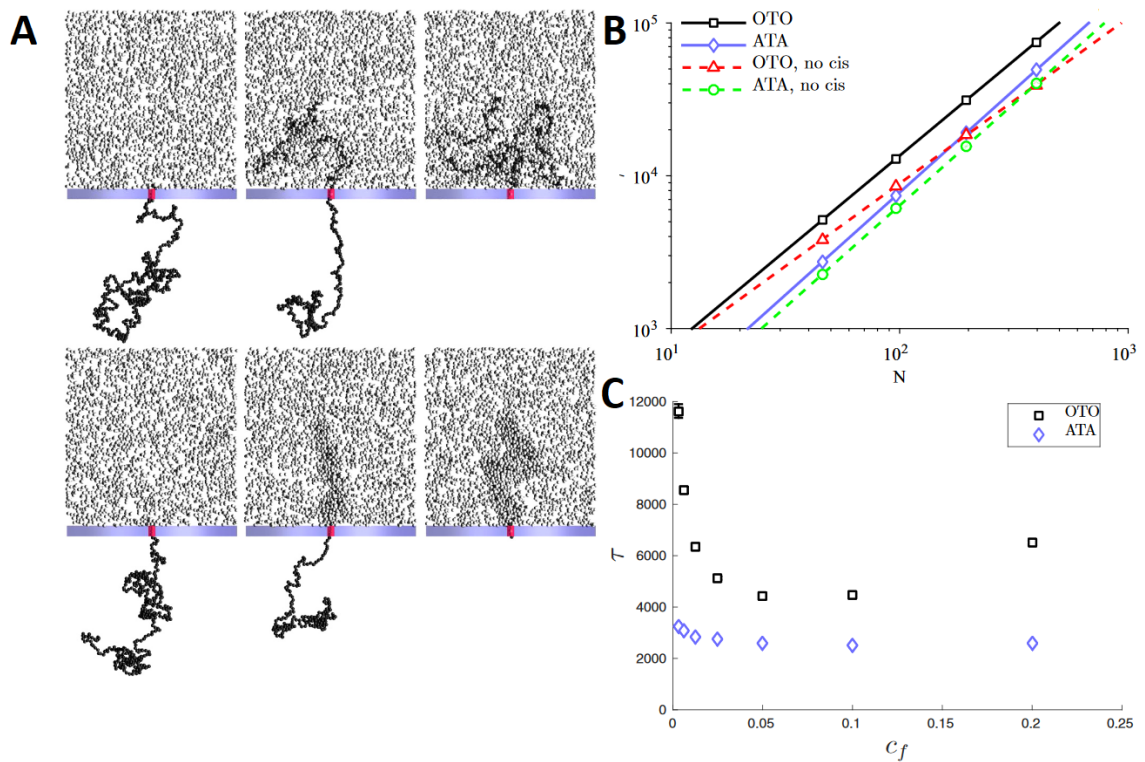 A
B
OTO
ATA
OTO, no cis
ATA, no cis
10^5
10^4
10^3
10^1
10^2
10^3
N
C
12000
10000
8000
6000
4000
2000
0
τ
OTO
ATA
0
0.05
0.1
0.15
0.2
0.25
c_f